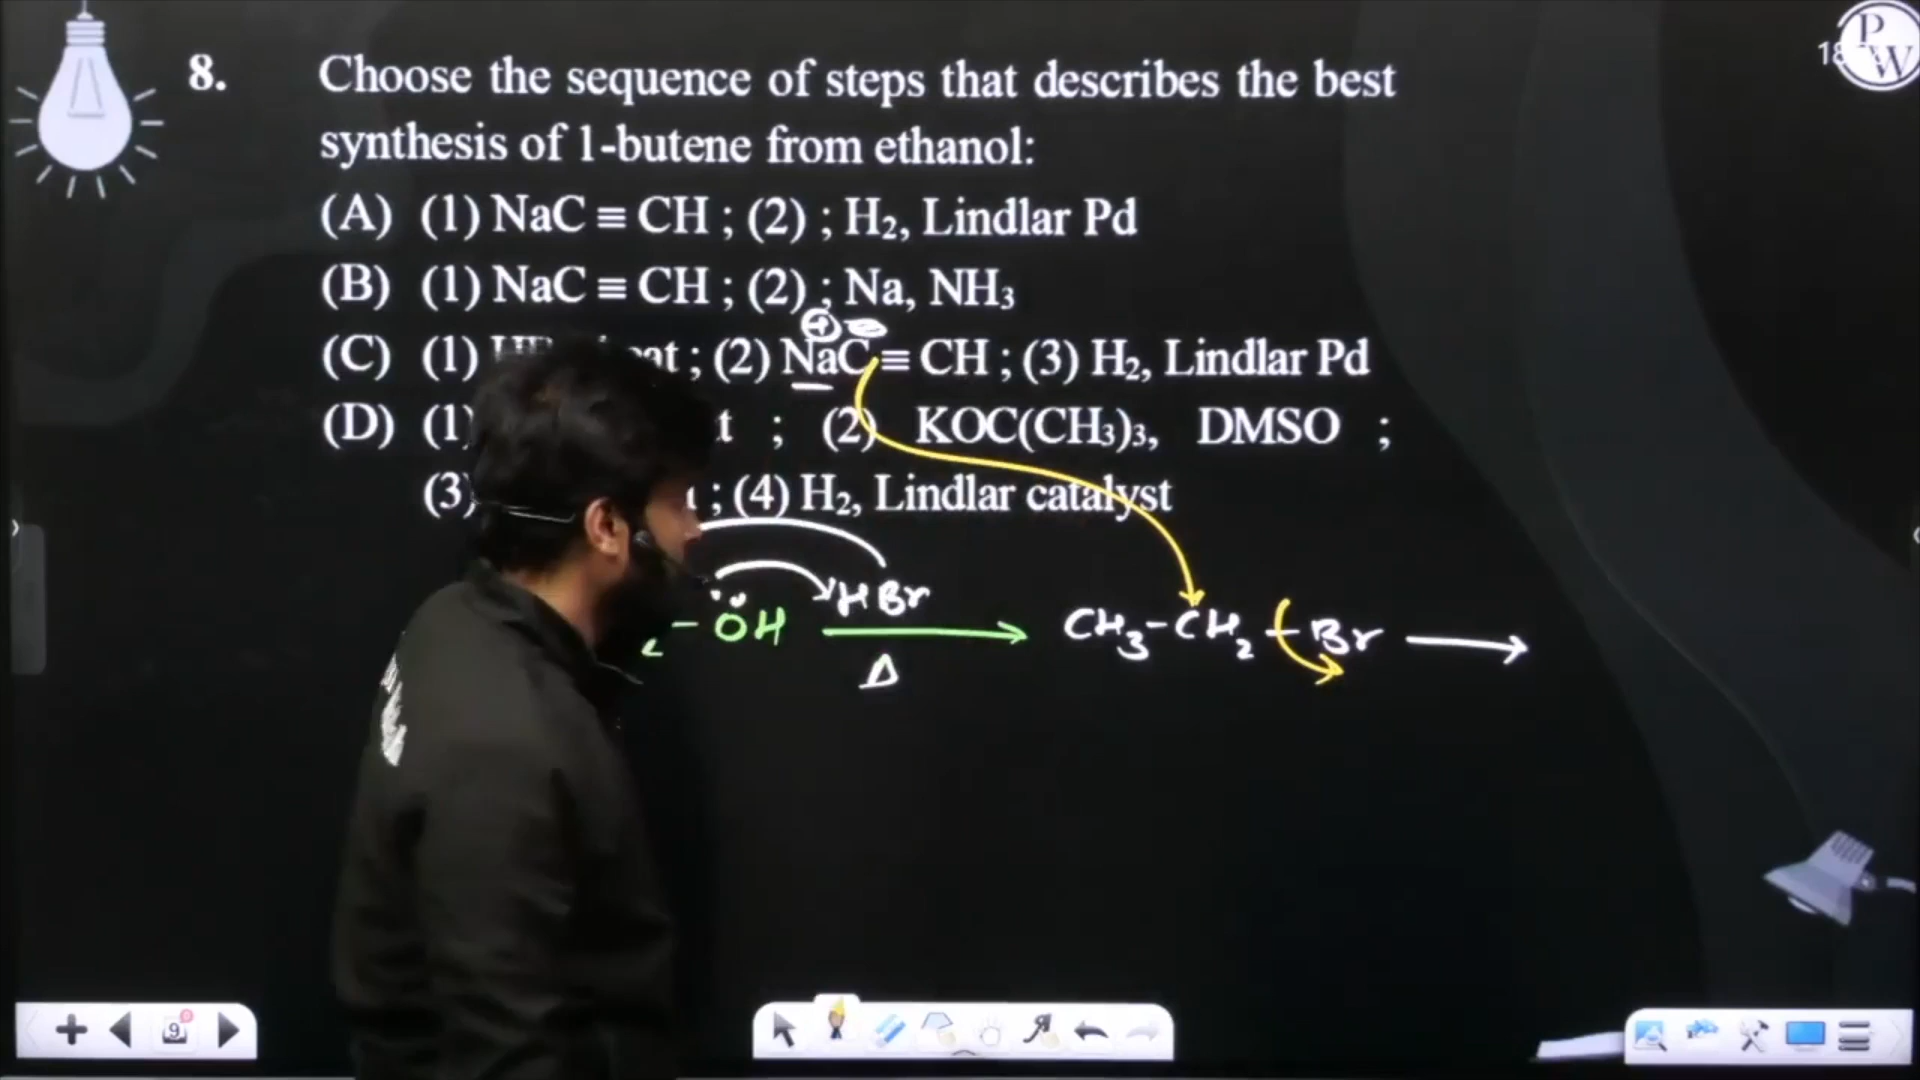 8. Choose the sequence of steps that describes the best
synthesis of 1-butene from ethanol:
(A) (1) NaC ≡ CH ; (2) ; H₂, Lindlar Pd
(B) (1) NaC ≡ CH ; (2) ; Na, NH₃
⊕ ⊖
(C) (1) ; (2) NaC ≡ CH ; (3) H₂, Lindlar Pd
(D) (1) ; (2) KOC(CH₃)₃, DMSO ;
(3) ; (4) H₂, Lindlar catalyst
HBr
- ÖH CH₃-CH₂-Br
Δ
PW
9